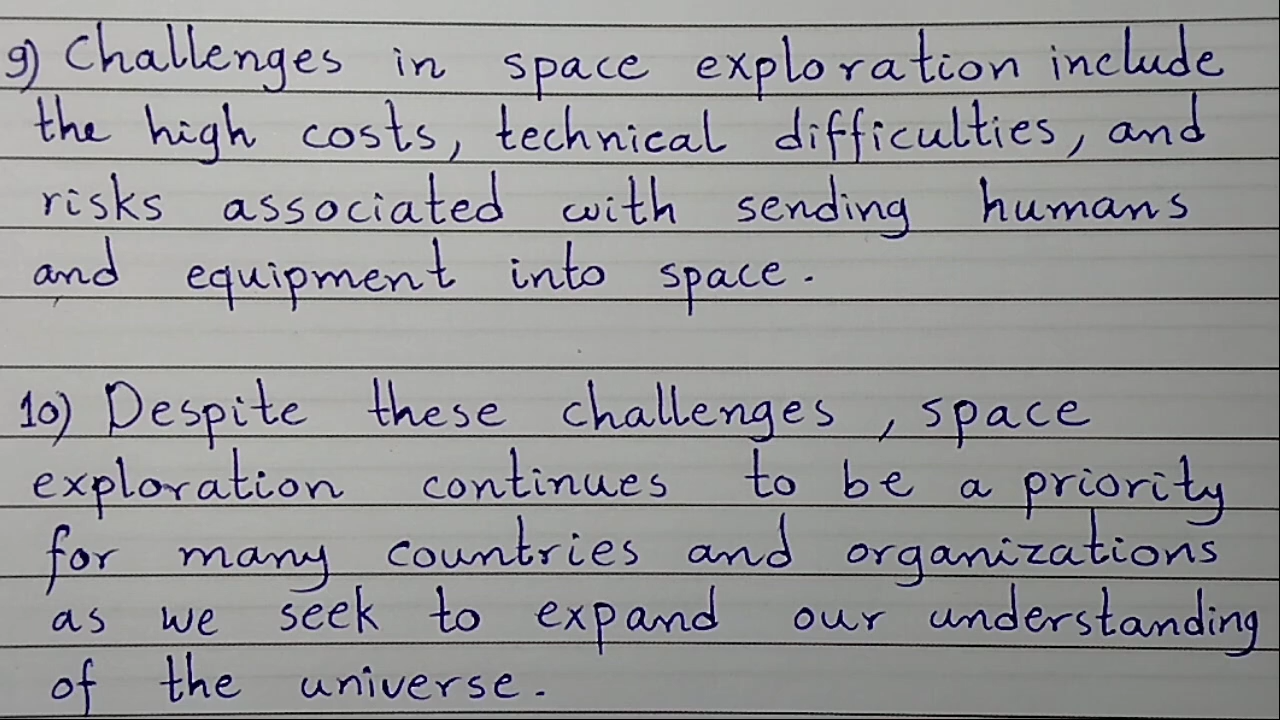 9) Challenges in space exploration include
the high costs, technical difficulties, and
risks associated with sending humans
and equipment into space.
10) Despite these challenges, space
exploration continues to be a priority
for many countries and organizations
as we seek to expand our understanding
of the universe.